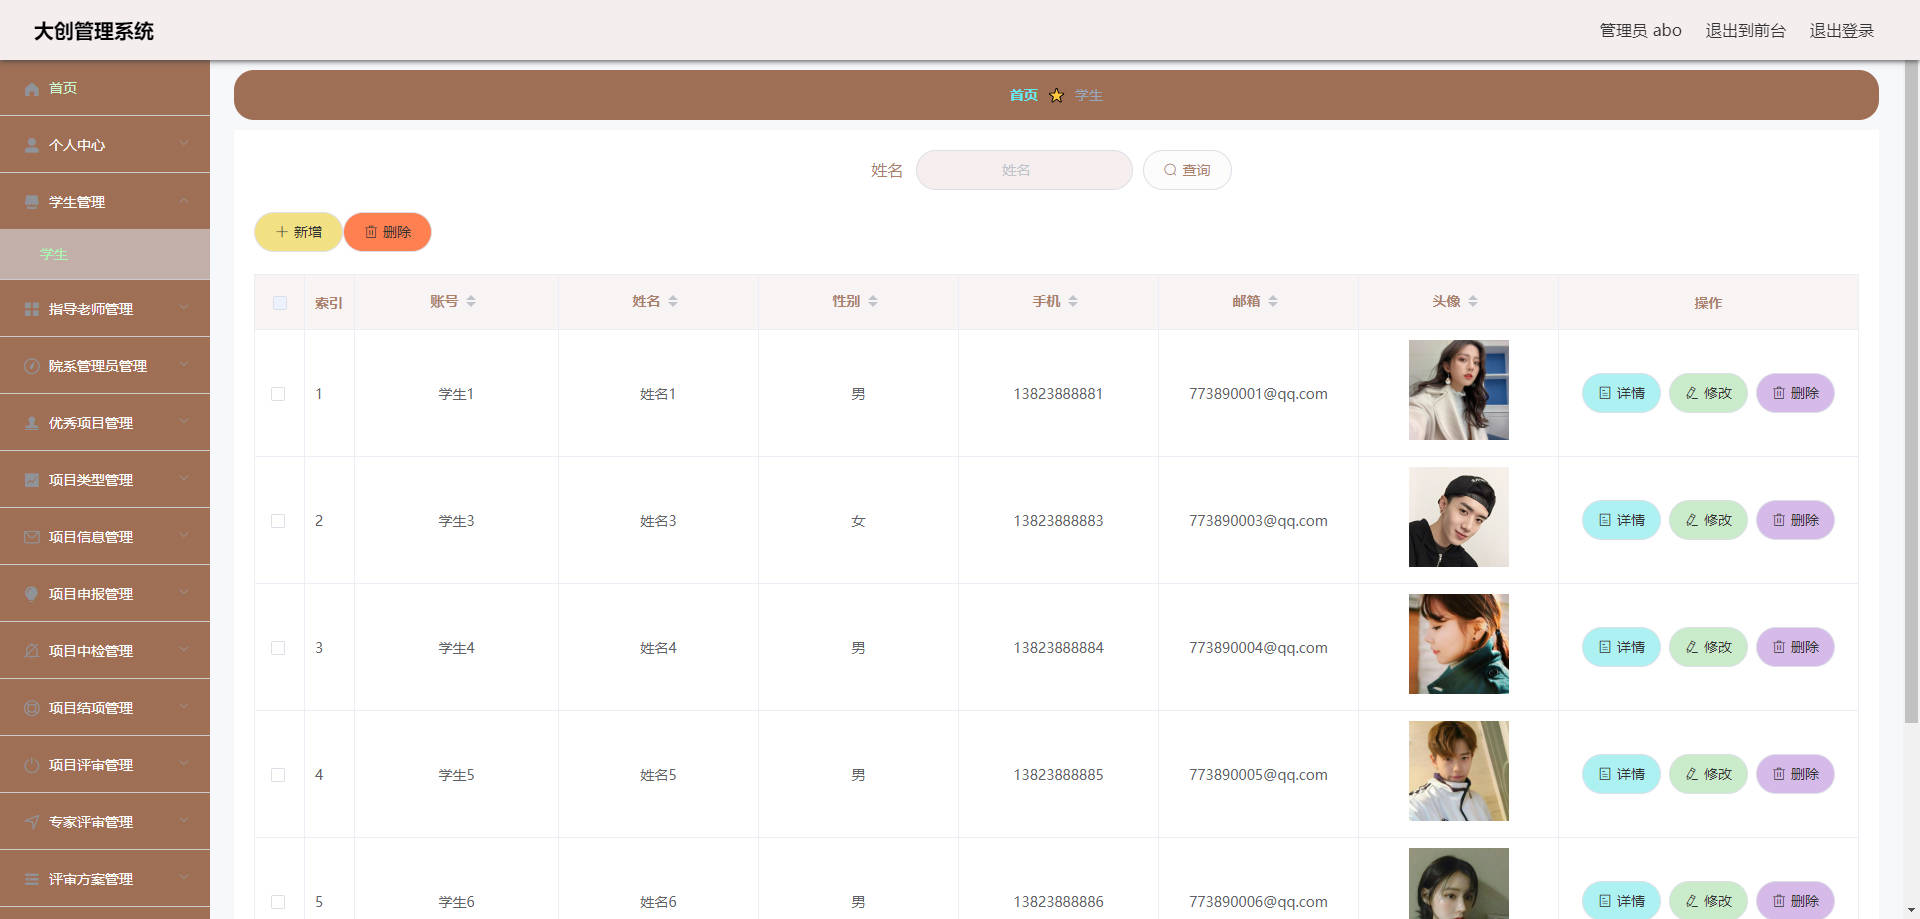 大创管理系统
管理员 abo 退出到前台 退出登录
首页
个人中心
学生管理
学生
指导老师管理
院系管理员管理
优秀项目管理
项目类型管理
项目信息管理
项目申报管理
项目中检管理
项目结项管理
项目评审管理
专家评审管理
评审方案管理
首页 学生
姓名 姓名 查询
新增 删除
索引 账号 姓名 性别 手机 邮箱 头像 操作
1 学生1 姓名1 男 13823888881 773890001@qq.com 详情 修改 删除
2 学生3 姓名3 女 13823888883 773890003@qq.com 详情 修改 删除
3 学生4 姓名4 男 13823888884 773890004@qq.com 详情 修改 删除
4 学生5 姓名5 男 13823888885 773890005@qq.com 详情 修改 删除
5 学生6 姓名6 男 13823888886 773890006@qq.com 详情 修改 删除